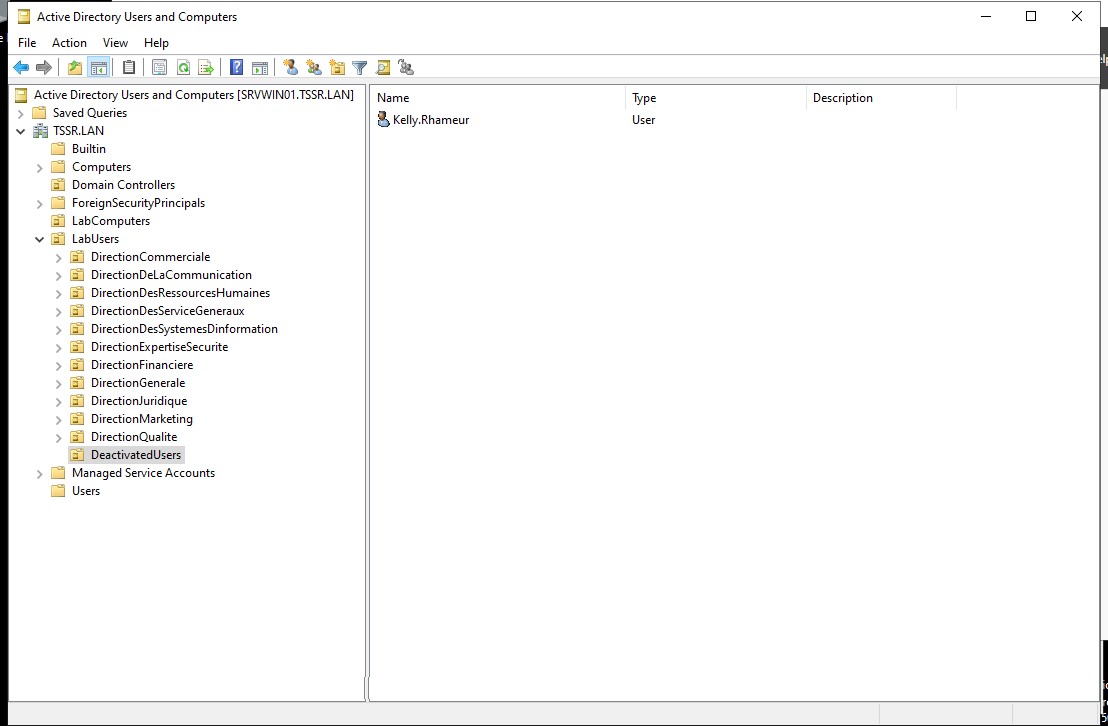 Active Directory Users and Computers
File Action View Help
Active Directory Users and Computers [SRVWIN01.TSSR.LAN]
Saved Queries
TSSR.LAN
Builtin
Computers
Domain Controllers
ForeignSecurityPrincipals
LabComputers
LabUsers
DirectionCommerciale
DirectionDeLaCommunication
DirectionDesRessourcesHumaines
DirectionDesServiceGeneraux
DirectionDesSystemesDinformation
DirectionExpertiseSecurite
DirectionFinanciere
DirectionGenerale
DirectionJuridique
DirectionMarketing
DirectionQualite
DeactivatedUsers
Managed Service Accounts
Users
Name Type Description
Kelly.Rhameur User